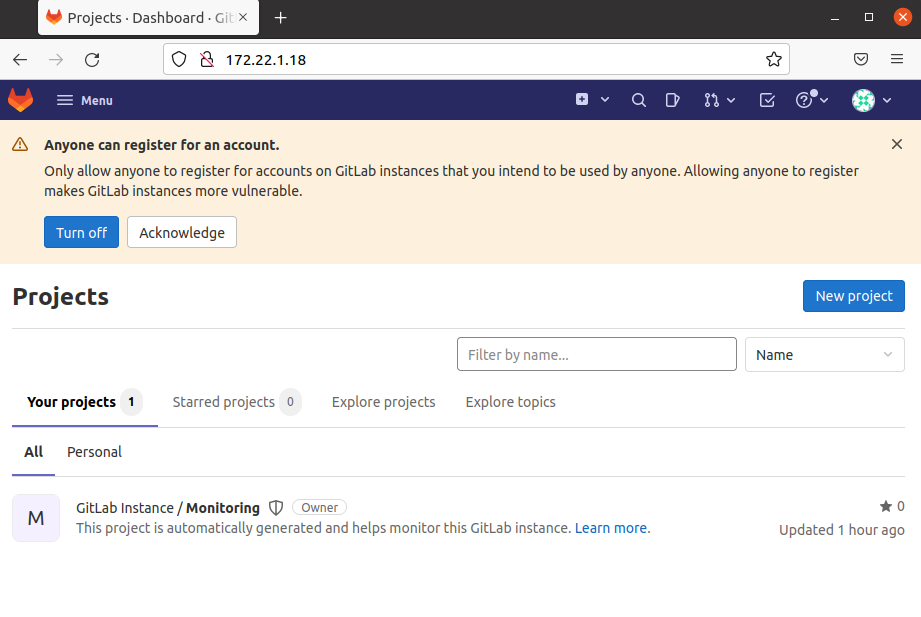 Projects · Dashboard · Git
172.22.1.18
Menu
Anyone can register for an account.
Only allow anyone to register for accounts on GitLab instances that you intend to be used by anyone. Allowing anyone to register
makes GitLab instances more vulnerable.
Turn off
Acknowledge
Projects
New project
Filter by name...
Name
Your projects 1
Starred projects 0
Explore projects
Explore topics
All
Personal
M
GitLab Instance / Monitoring
Owner
0
This project is automatically generated and helps monitor this GitLab instance. Learn more.
Updated 1 hour ago